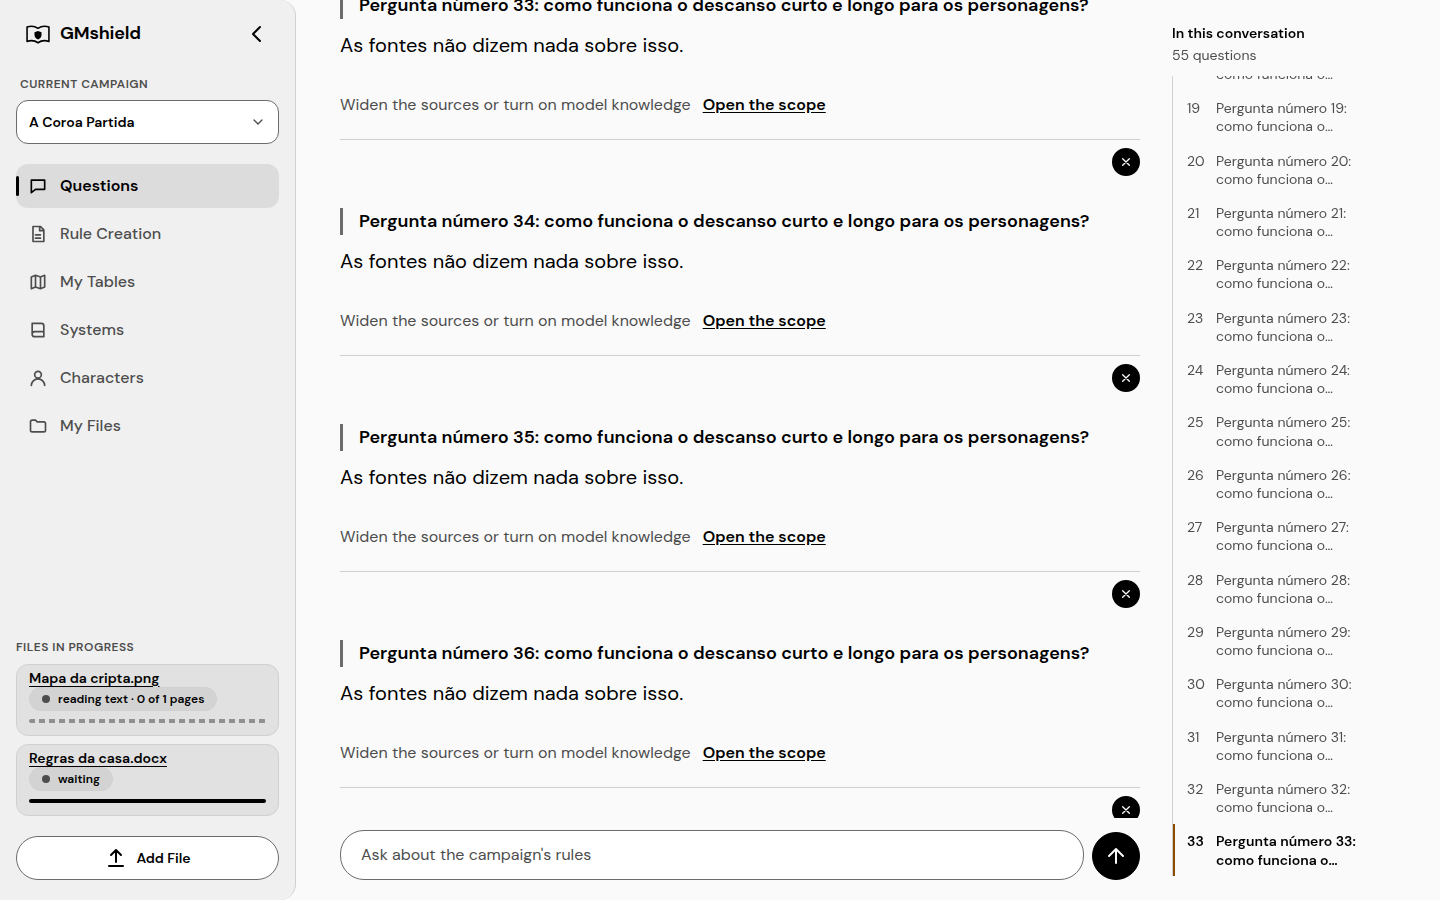 GMshield
CURRENT CAMPAIGN
A Coroa Partida
Questions
Rule Creation
My Tables
Systems
Characters
My Files
FILES IN PROGRESS
Mapa da cripta.png
reading text · 0 of 1 pages
Regras da casa.docx
waiting
Add File
Pergunta número 33: como funciona o descanso curto e longo para os personagens?
As fontes não dizem nada sobre isso.
Widen the sources or turn on model knowledge Open the scope
Pergunta número 34: como funciona o descanso curto e longo para os personagens?
As fontes não dizem nada sobre isso.
Widen the sources or turn on model knowledge Open the scope
Pergunta número 35: como funciona o descanso curto e longo para os personagens?
As fontes não dizem nada sobre isso.
Widen the sources or turn on model knowledge Open the scope
Pergunta número 36: como funciona o descanso curto e longo para os personagens?
As fontes não dizem nada sobre isso.
Widen the sources or turn on model knowledge Open the scope
Ask about the campaign's rules
In this conversation
55 questions
como funciona o...
19 Pergunta número 19:
como funciona o...
20 Pergunta número 20:
como funciona o...
21 Pergunta número 21:
como funciona o...
22 Pergunta número 22:
como funciona o...
23 Pergunta número 23:
como funciona o...
24 Pergunta número 24:
como funciona o...
25 Pergunta número 25:
como funciona o...
26 Pergunta número 26:
como funciona o...
27 Pergunta número 27:
como funciona o...
28 Pergunta número 28:
como funciona o...
29 Pergunta número 29:
como funciona o...
30 Pergunta número 30:
como funciona o...
31 Pergunta número 31:
como funciona o...
32 Pergunta número 32:
como funciona o...
33 Pergunta número 33:
como funciona o...